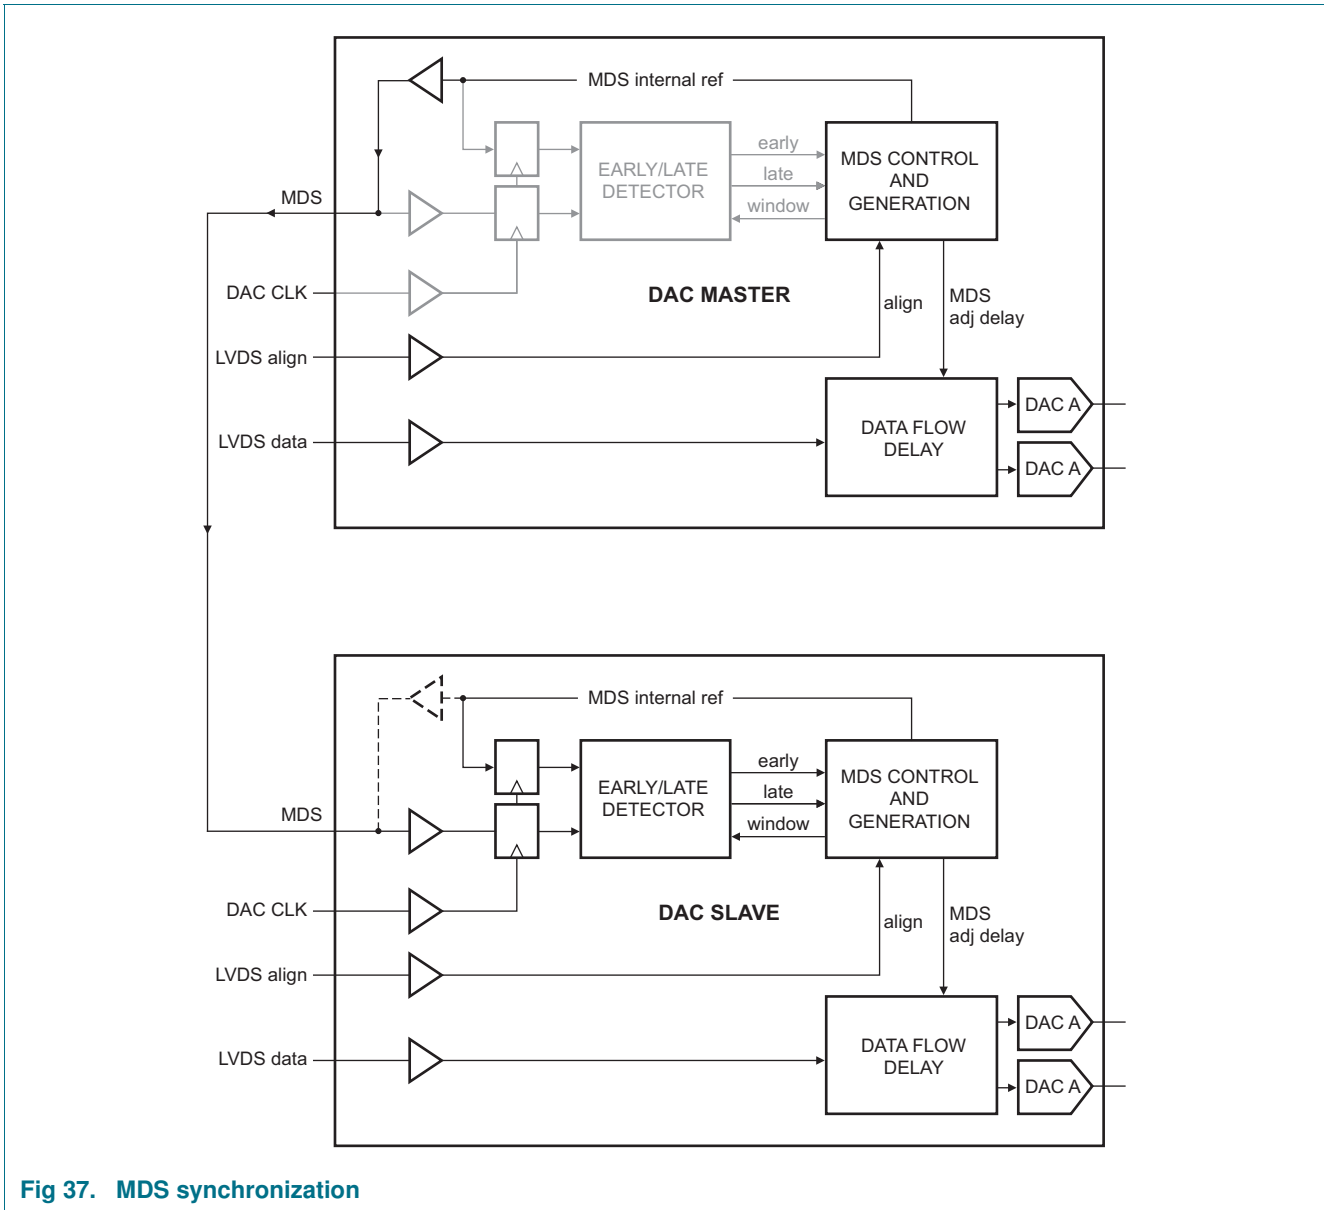 MDS internal ref
early
EARLY/LATE
DETECTOR
late
window
MDS CONTROL
AND
GENERATION
MDS
DAC CLK
DAC MASTER
align
MDS
adj delay
LVDS align
DAC A
LVDS data
DATA FLOW
DELAY
DAC A
MDS internal ref
early
EARLY/LATE
DETECTOR
late
window
MDS CONTROL
AND
GENERATION
MDS
DAC CLK
DAC SLAVE
align
MDS
adj delay
LVDS align
DAC A
LVDS data
DATA FLOW
DELAY
DAC A
Fig 37. MDS synchronization